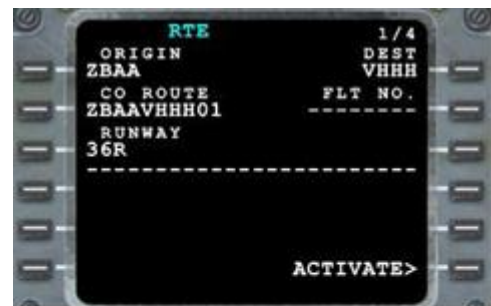 RTE 1/4
ORIGIN DEST
ZBAA VHHH
CO ROUTE FLT NO.
ZBAAVHHH01 --------
RUNWAY
36R
------------------------
ACTIVATE>